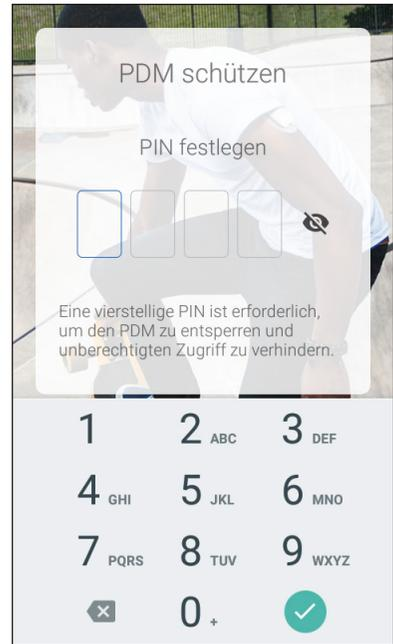 PDM schützen
PIN festlegen
Eine vierstellige PIN ist erforderlich,
um den PDM zu entsperren und
unberechtigten Zugriff zu verhindern.
1 2 ABC 3 DEF
4 GHI 5 JKL 6 MNO
7 PQRS 8 TUV 9 WXYZ
0 +